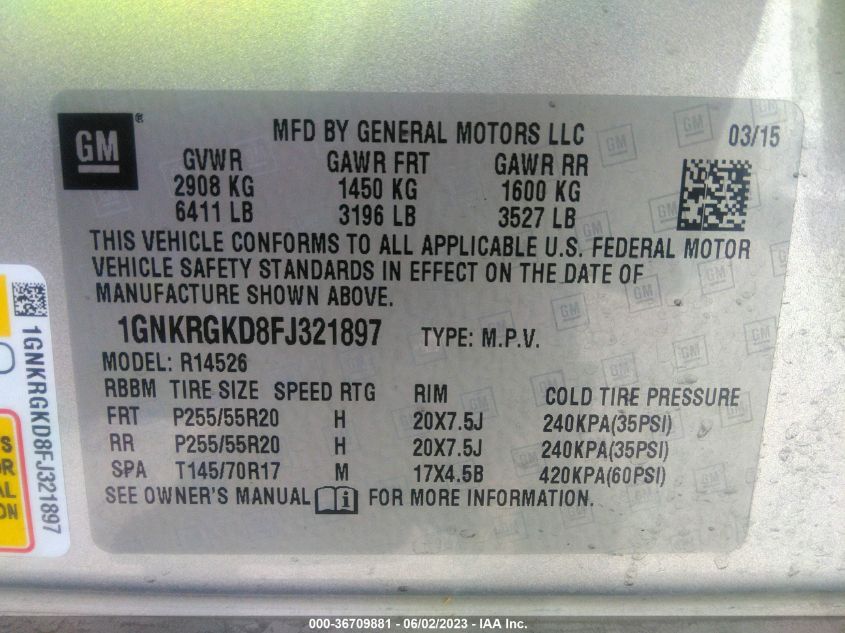 GM ® MFD BY GENERAL MOTORS LLC 03/15
GVWR GAWR FRT GAWR RR
2908 KG 1450 KG 1600 KG
6411 LB 3196 LB 3527 LB
THIS VEHICLE CONFORMS TO ALL APPLICABLE U.S. FEDERAL MOTOR
VEHICLE SAFETY STANDARDS IN EFFECT ON THE DATE OF
MANUFACTURE SHOWN ABOVE.
1GNKRGKD8FJ321897 TYPE: M.P.V.
MODEL: R14526
RBBM TIRE SIZE SPEED RTG RIM COLD TIRE PRESSURE
FRT P255/55R20 H 20X7.5J 240KPA(35PSI)
RR P255/55R20 H 20X7.5J 240KPA(35PSI)
SPA T145/70R17 M 17X4.5B 420KPA(60PSI)
SEE OWNER'S MANUAL i FOR MORE INFORMATION.
1GNKRGKD8FJ321897
000-36709881 - 06/02/2023 - IAA Inc.